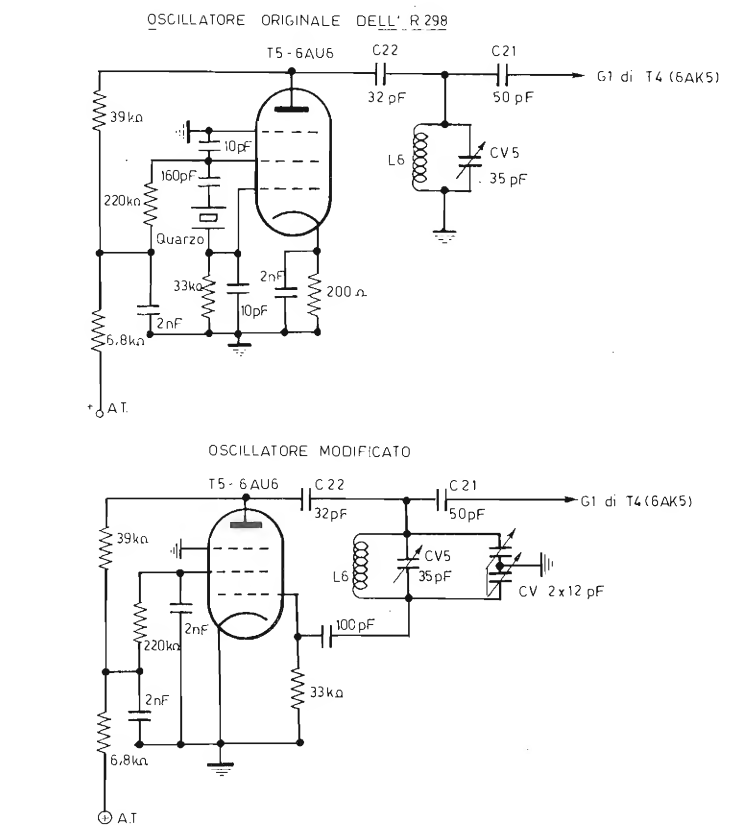 OSCILLATORE ORIGINALE DELL' R 298
T5-6AU6
C22
C21
G1 di T4 (6AK5)
32 pF
50 pF
39kΩ
10pF
L6
CV5
35 pF
160pF
220kΩ
Quarzo
33kΩ
2nF
200 Ω
10pF
2nF
6,8kΩ
+ A.T.
OSCILLATORE MODIFICATO
T5-6AU6
C22
C21
G1 di T4 (6AK5)
32pF
50pF
39kΩ
L6
CV5
35pF
CV 2x12 pF
2nF
100pF
220kΩ
33kΩ
2nF
6,8kΩ
+ A.T